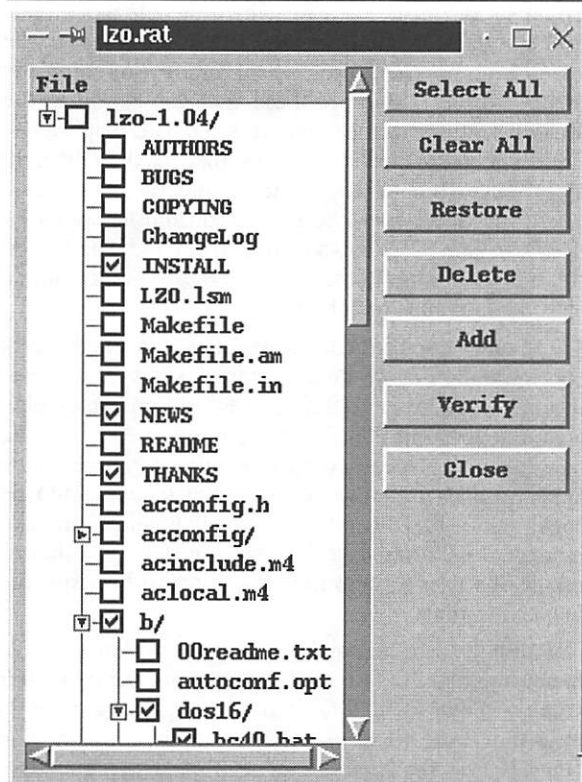 lzo.rat
File
lzo-1.04/
AUTHORS
BUGS
COPYING
ChangeLog
INSTALL
LZO.lsm
Makefile
Makefile.am
Makefile.in
NEWS
README
THANKS
acconfig.h
acconfig/
acinclude.m4
aclocal.m4
b/
00readme.txt
autoconf.opt
dos16/
bc40.bat
Select All
Clear All
Restore
Delete
Add
Verify
Close